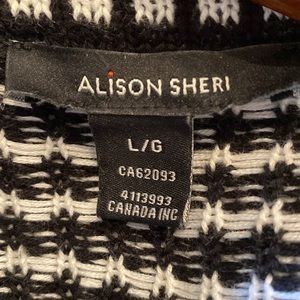 ALISON SHERI
L/G
CA62093
4113993
CANADA INC